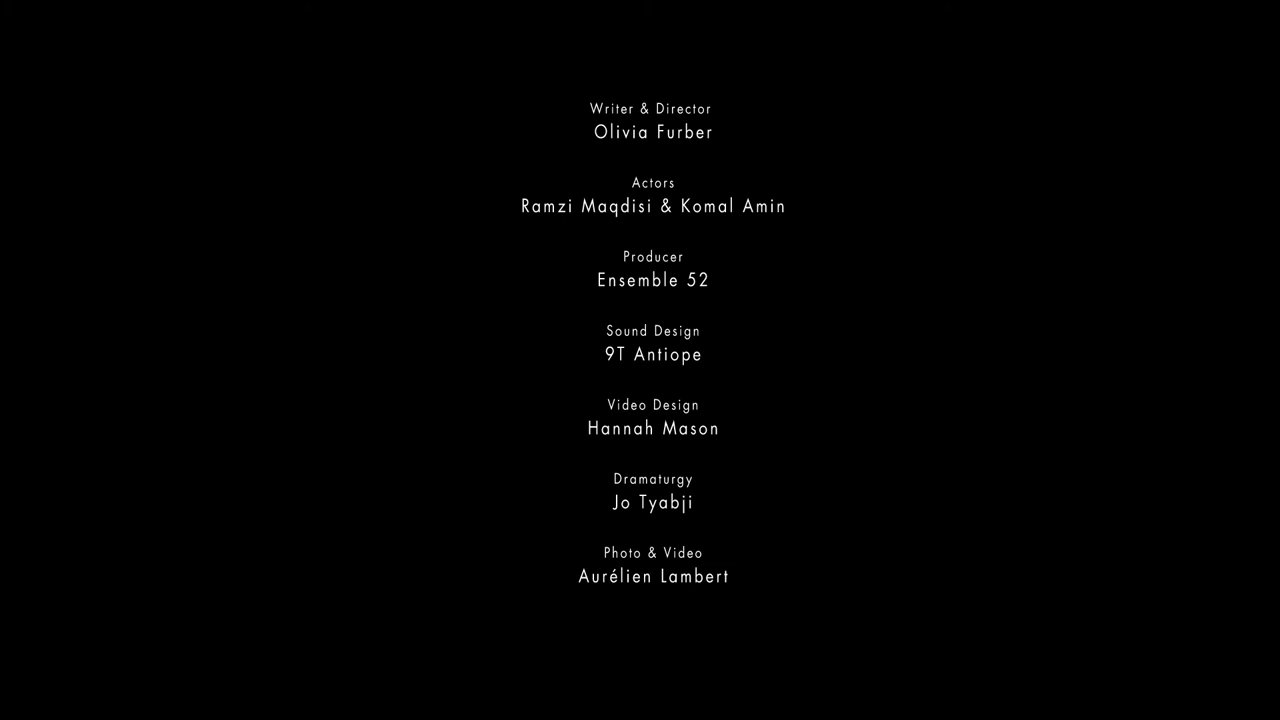 Writer & Director
Olivia Furber
Actors
Ramzi Maqdisi & Komal Amin
Producer
Ensemble 52
Sound Design
9T Antiope
Video Design
Hannah Mason
Dramaturgy
Jo Tyabji
Photo & Video
Aurélien Lambert